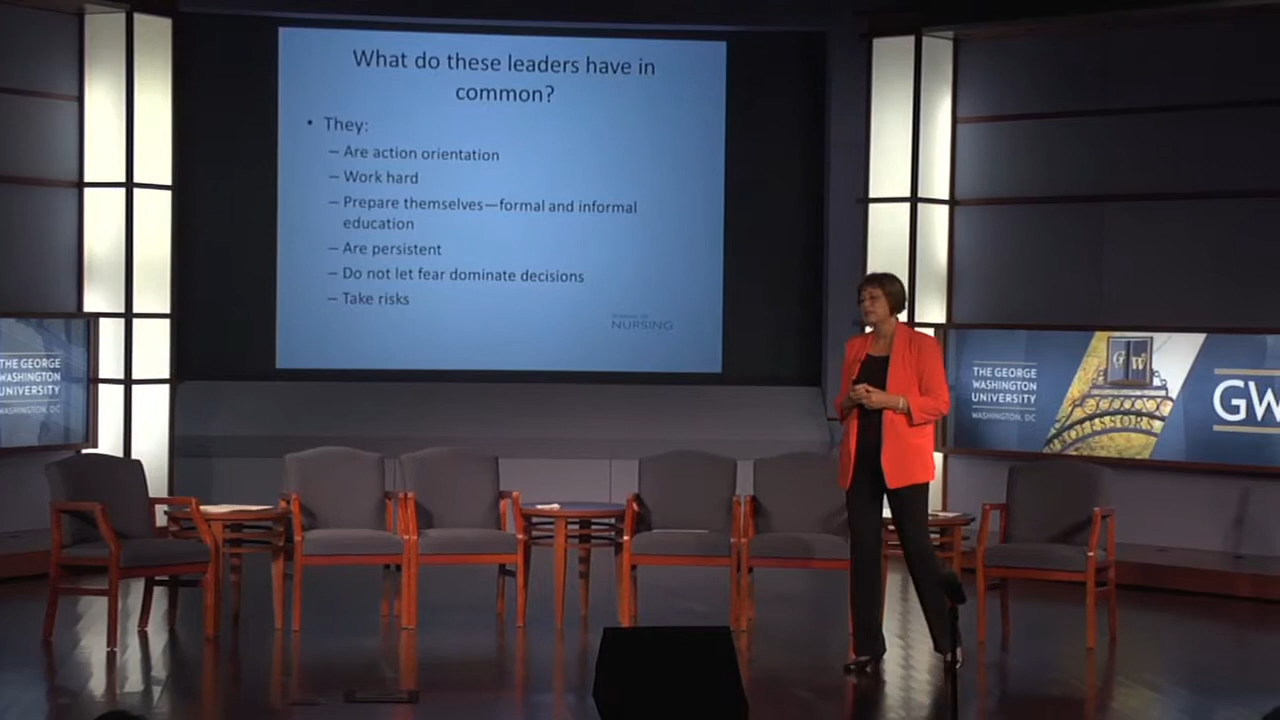 What do these leaders have in
common?
• They:
– Are action orientation
– Work hard
– Prepare themselves—formal and informal
education
– Are persistent
– Do not let fear dominate decisions
– Take risks
NURSING
THE GEORGE
WASHINGTON
UNIVERSITY
WASHINGTON, DC
THE GEORGE
WASHINGTON
UNIVERSITY
WASHINGTON, DC
G W
PROFESSORS
GW